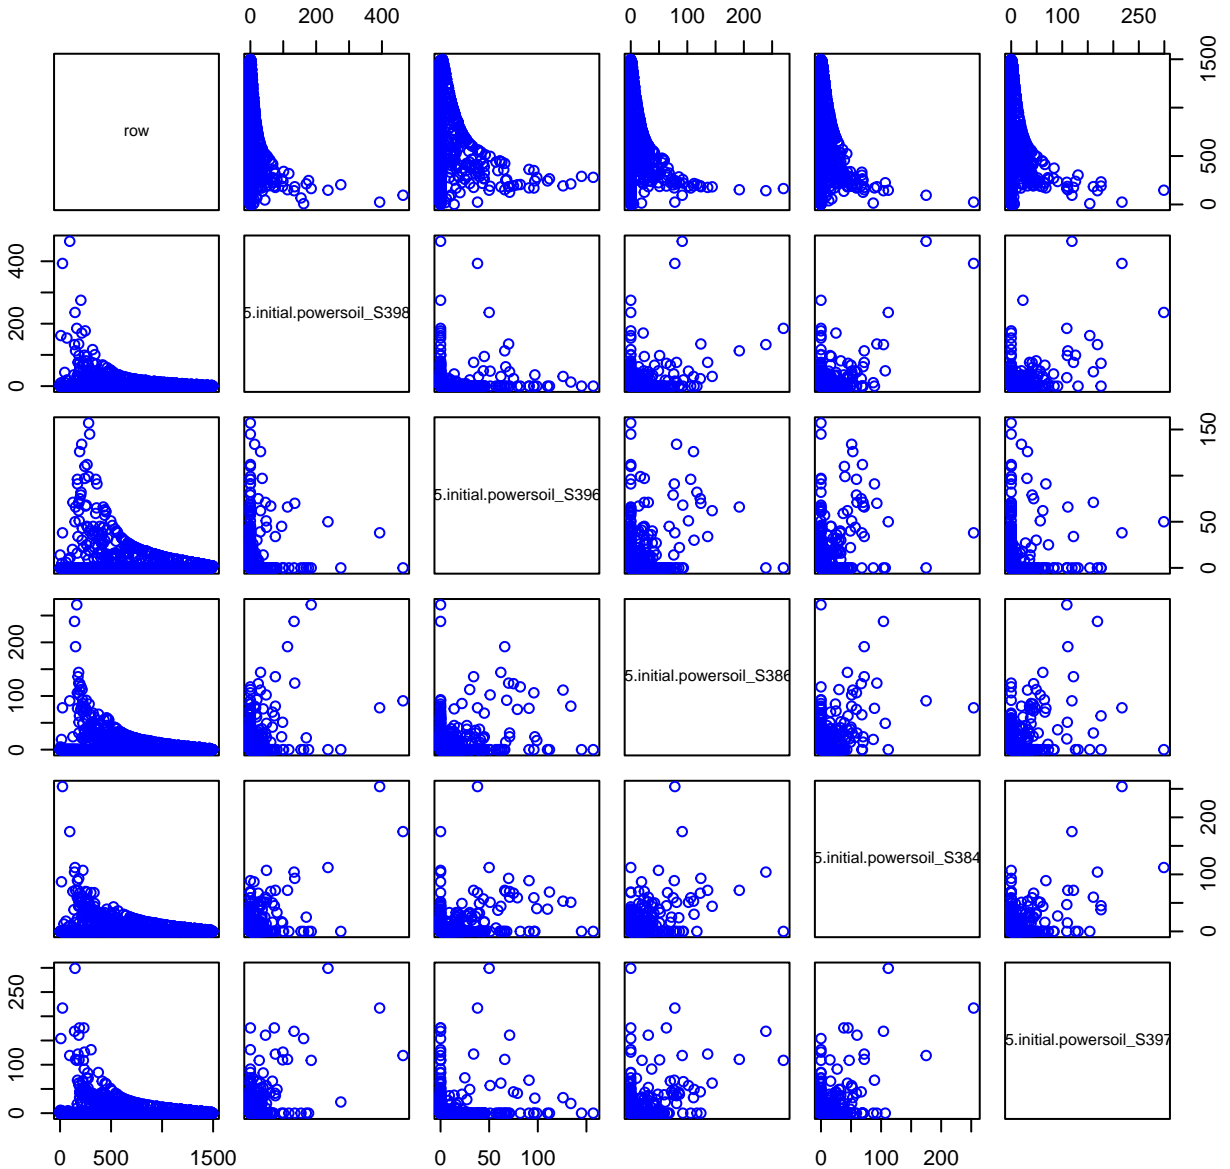 0 200 400
0 100 200
0 100 250
row
0 500 1500
0 200 400
5.initial.powersoil_S398
5.initial.powersoil_S396
0 50 150
0 100 200
5.initial.powersoil_S386
5.initial.powersoil_S384
0 100 200
0 100 250
5.initial.powersoil_S397
0 500 1500
0 50 100
0 100 200